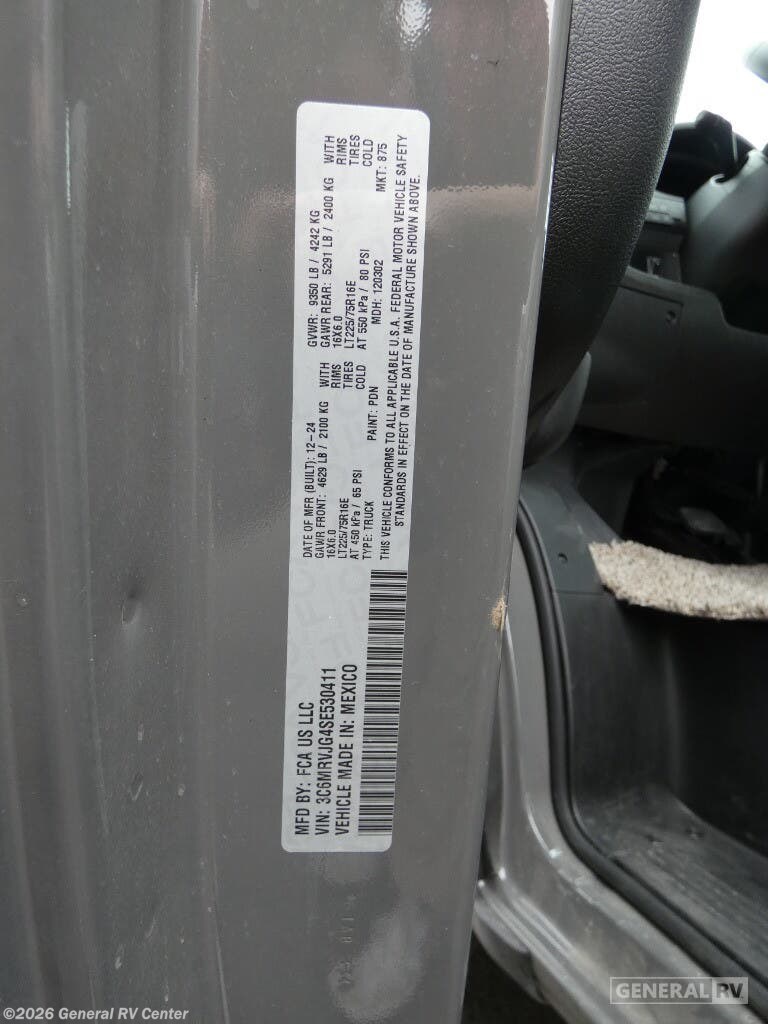 MFD BY: FCA US LLC
VIN: 3C6MRVJG4SE530411
VEHICLE MADE IN: MEXICO
DATE OF MFR (BUILT): 12-24 GVWR: 9350 LB / 4242 KG
GAWR FRONT: 4629 LB / 2100 KG WITH GAWR REAR: 5291 LB / 2400 KG WITH
16X6.0 RIMS 16X6.0 RIMS
LT225/75R16E TIRES LT225/75R16E TIRES
AT 450 kPa / 65 PSI COLD AT 550 kPa / 80 PSI COLD
TYPE: TRUCK PAINT: PDN MDH: 120302 MKT: 875
THIS VEHICLE CONFORMS TO ALL APPLICABLE U.S.A. FEDERAL MOTOR VEHICLE SAFETY
STANDARDS IN EFFECT ON THE DATE OF MANUFACTURE SHOWN ABOVE.
GENERAL RV
©2026 General RV Center